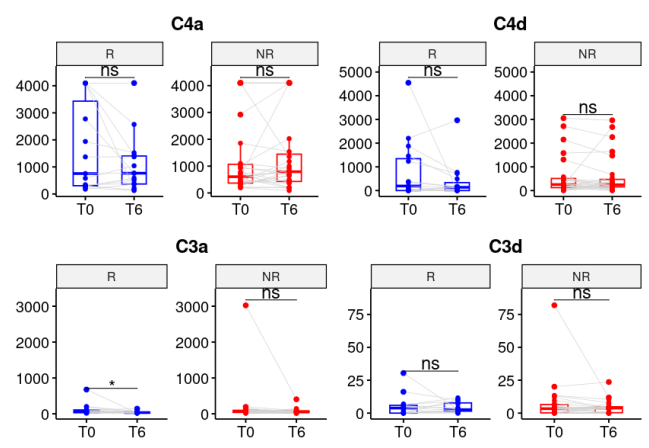 C4a C4d
R NR R NR
ns ns ns ns
4000 4000 5000 5000
3000 3000 4000 4000
2000 2000 3000 3000
1000 1000 2000 2000
0 0 1000 1000
0 0
T0 T6 T0 T6 T0 T6 T0 T6
C3a C3d
R NR R NR
* ns ns ns
3000 3000 75 75
2000 2000 50 50
1000 1000 25 25
0 0 0 0
T0 T6 T0 T6 T0 T6 T0 T6